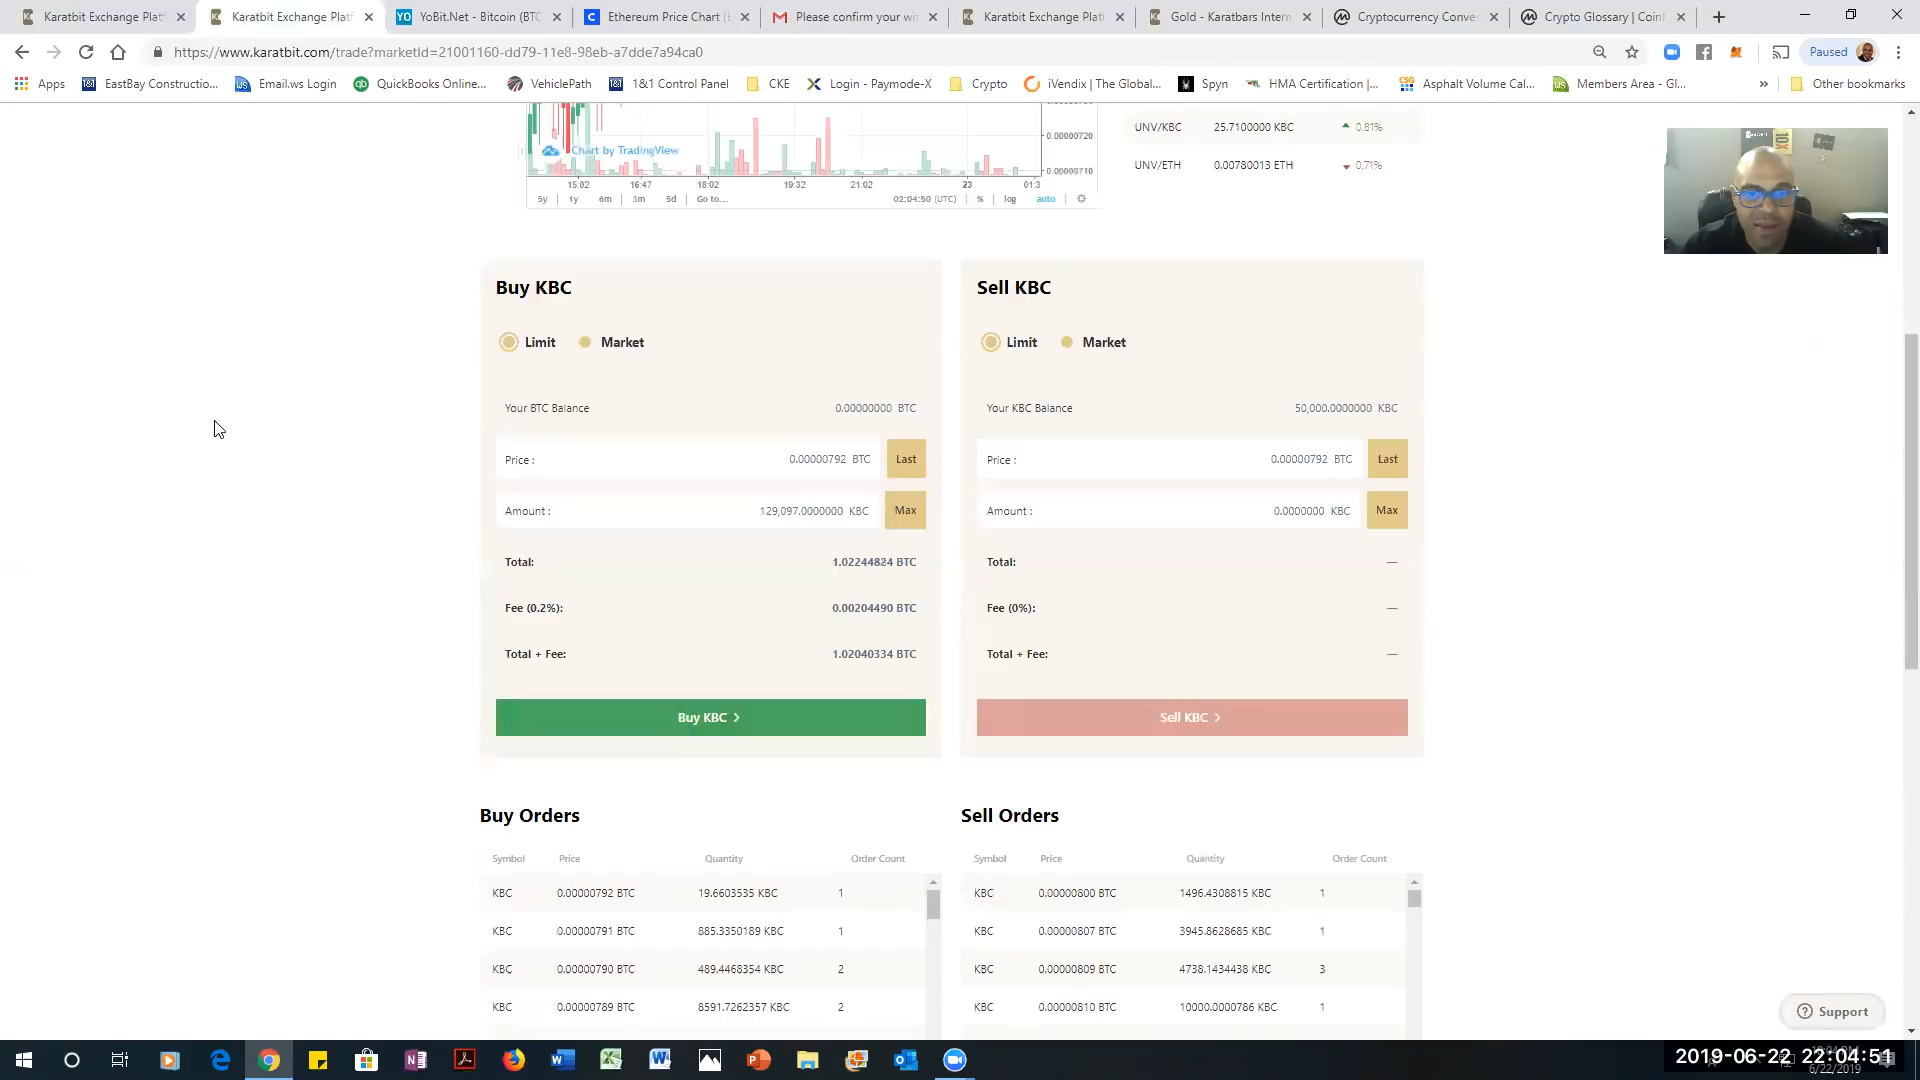 Karatbit Exchange Plat
Karatbit Exchange Plat
YoBit.Net - Bitcoin (BTC
Ethereum Price Chart (E
Please confirm your wi
Karatbit Exchange Plat
Gold - Karatbars Intern
Cryptocurrency Conve
Crypto Glossary | Coin
https://www.karatbit.com/trade?marketId=21001160-dd79-11e8-98eb-a7dde7a94ca0
Paused
Apps
EastBay Constructio...
Email.ws Login
QuickBooks Online...
VehiclePath
1&1 Control Panel
CKE
Login - Paymode-X
Crypto
iVendix | The Global...
Spyn
HMA Certification |...
Asphalt Volume Cal...
Members Area - Gl...
»
Other bookmarks
Chart by TradingView
0.00000720
0.00000710
15:02 16:47 18:02 19:32 21:02 23 01:3
5y 1y 6m 3m 5d Go to... 02:04:50 (UTC) % log auto
UNV/KBC 25.7100000 KBC 0.81%
UNV/ETH 0.00780013 ETH 0.71%
Buy KBC
Limit Market
Your BTC Balance 0.00000000 BTC
Price : 0.00000792 BTC Last
Amount : 129,097.0000000 KBC Max
Total: 1.02244824 BTC
Fee (0.2%): 0.00204490 BTC
Total + Fee: 1.02040334 BTC
Buy KBC
Sell KBC
Limit Market
Your KBC Balance 50,000.0000000 KBC
Price : 0.00000792 BTC Last
Amount : 0.0000000 KBC Max
Total: —
Fee (0%): —
Total + Fee: —
Sell KBC
Buy Orders
Symbol Price Quantity Order Count
KBC 0.00000792 BTC 19.6603535 KBC 1
KBC 0.00000791 BTC 885.3350189 KBC 1
KBC 0.00000790 BTC 489.4468354 KBC 2
KBC 0.00000789 BTC 8591.7262357 KBC 2
Sell Orders
Symbol Price Quantity Order Count
KBC 0.00000800 BTC 1496.4308815 KBC 1
KBC 0.00000807 BTC 3945.8628685 KBC 1
KBC 0.00000809 BTC 4738.1434438 KBC 3
KBC 0.00000810 BTC 10000.0000786 KBC 1
Support
2019-06-22 22:04:51
6/22/2019